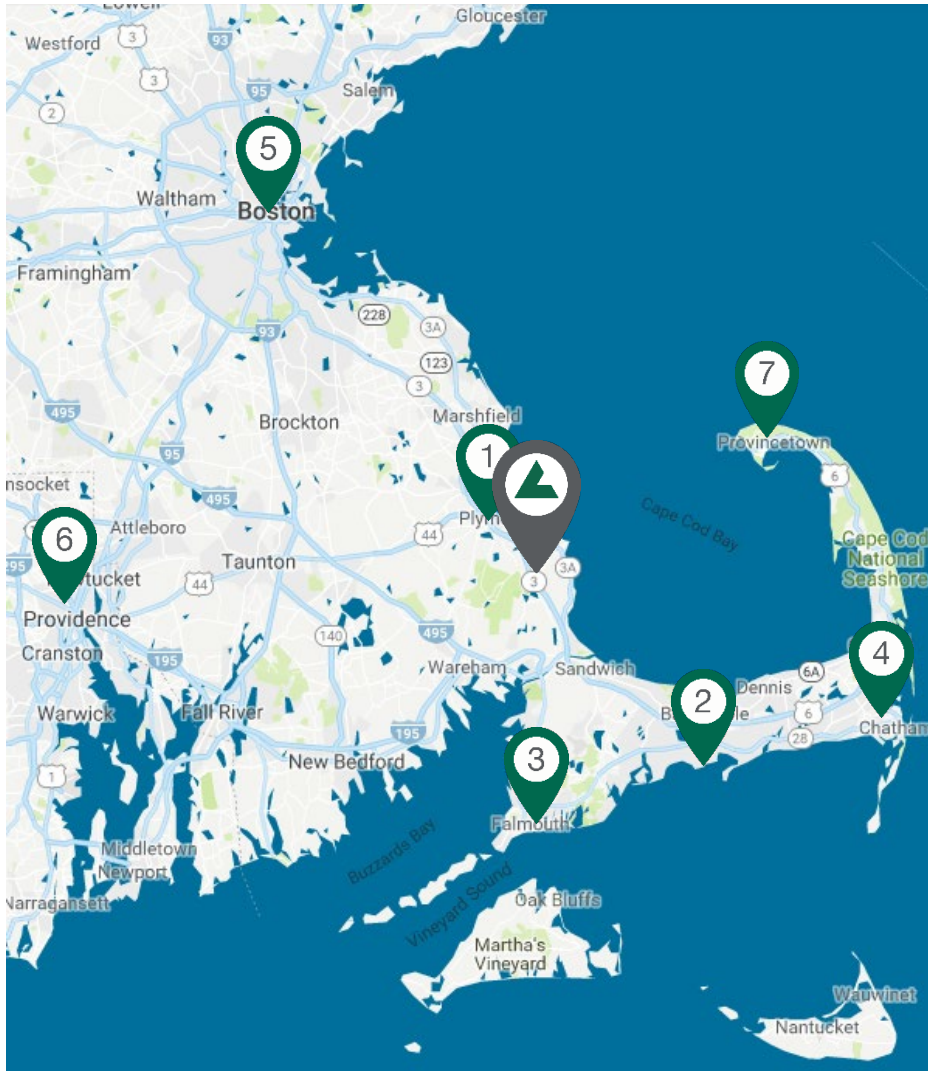 Gloucester
Westford
3
93
3
95
Salem
2
5
Waltham
Boston
Framingham
228
3A
93
123
7
3
495
Marshfield
Brockton
Provincetown
1
95
6
495
Cape Cod Bay
44
Attleboro
6
Cape Cod
National
Seashore
Taunton
3
3A
44
Providence
140
495
4
Cranston
195
Wareham
Sandwich
6A
Dennis
2
Warwick
Fall River
6
Chatham
195
28
New Bedford
3
1
Falmouth
Buzzards Bay
Middletown
Newport
Vineyard Sound
Narragansett
Oak Bluffs
Martha's
Vineyard
Wauwinet
Nantucket